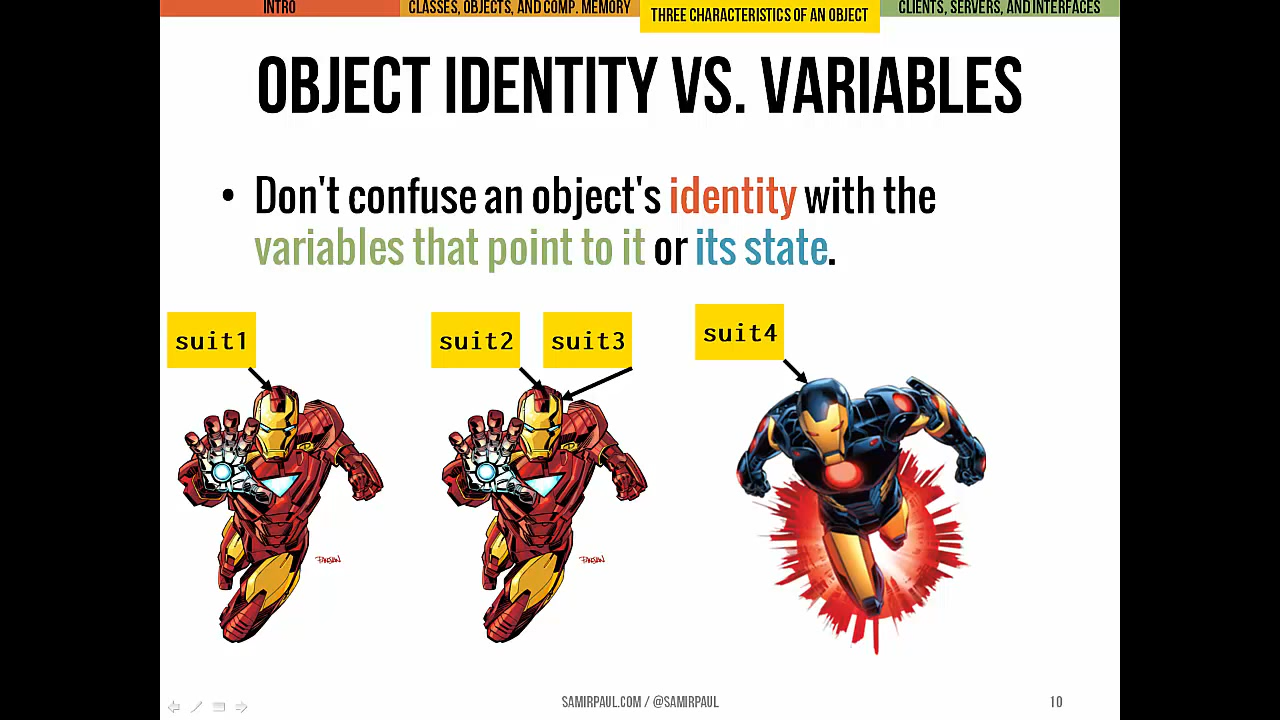 INTRO
CLASSES, OBJECTS, AND COMP. MEMORY
THREE CHARACTERISTICS OF AN OBJECT
CLIENTS, SERVERS, AND INTERFACES
OBJECT IDENTITY VS. VARIABLES
• Don't confuse an object's identity with the
variables that point to it or its state.
suit1
suit2
suit3
suit4
SAMIRPAUL.COM / @SAMIRPAUL
10